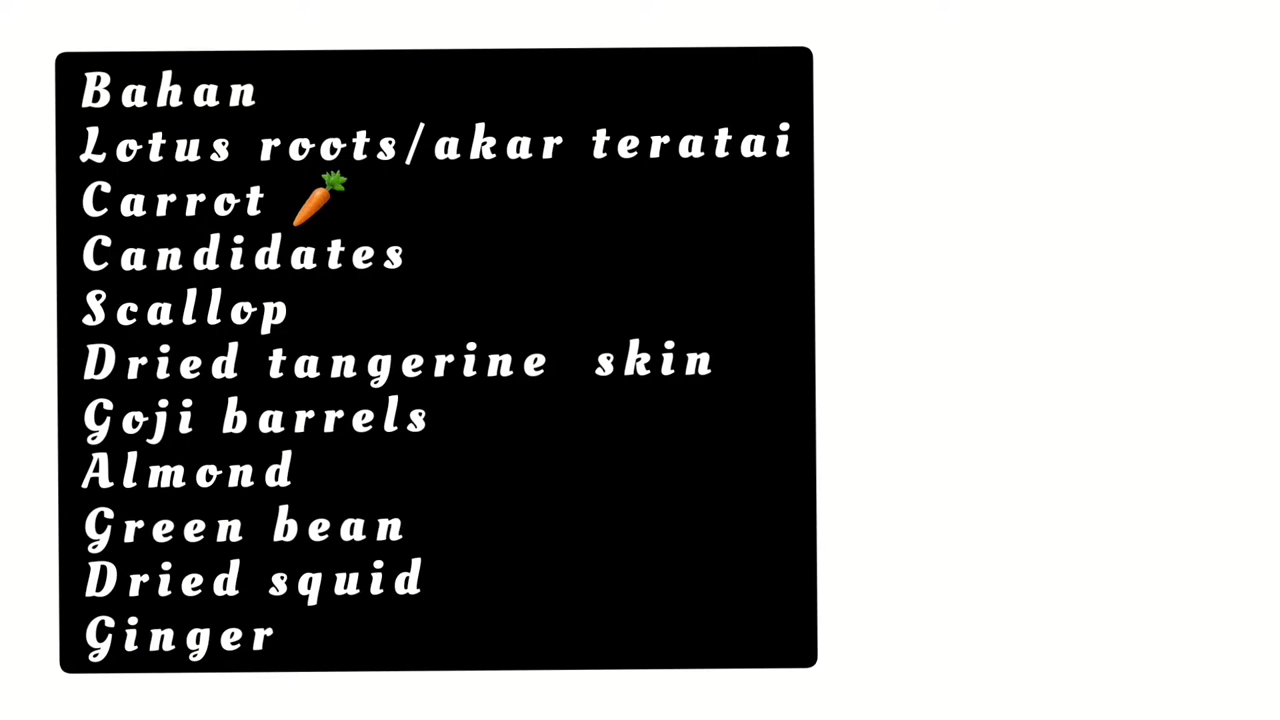 Bahan
Lotus roots/akar teratai
Carrot 🥕
Candidates
Scallop
Dried tangerine skin
Goji barrels
Almond
Green bean
Dried squid
Ginger